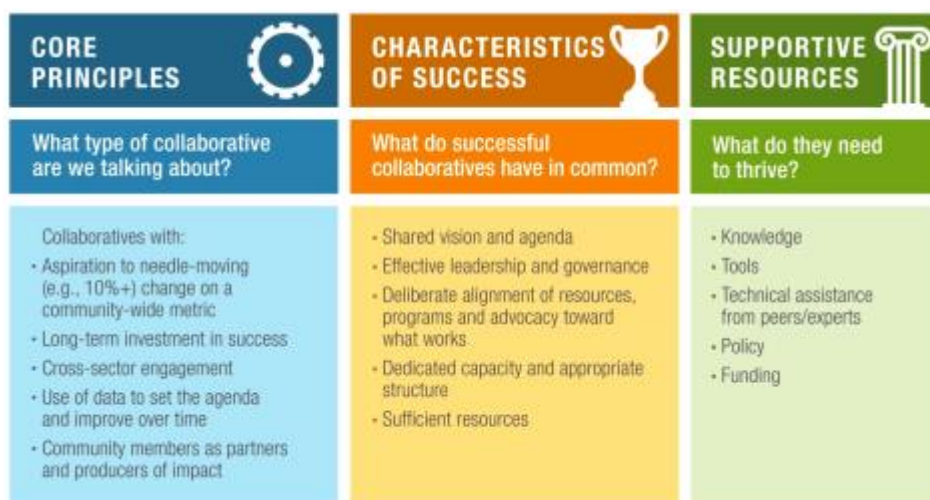 CORE
PRINCIPLES
What type of collaborative
are we talking about?
Collaboratives with:
• Aspiration to needle-moving
(e.g., 10%+) change on a
community-wide metric
• Long-term investment in success
• Cross-sector engagement
• Use of data to set the agenda
and improve over time
• Community members as partners
and producers of impact
CHARACTERISTICS
OF SUCCESS
What do successful
collaboratives have in common?
• Shared vision and agenda
• Effective leadership and governance
• Deliberate alignment of resources,
programs and advocacy toward
what works
• Dedicated capacity and appropriate
structure
• Sufficient resources
SUPPORTIVE
RESOURCES
What do they need
to thrive?
• Knowledge
• Tools
• Technical assistance
from peers/experts
• Policy
• Funding